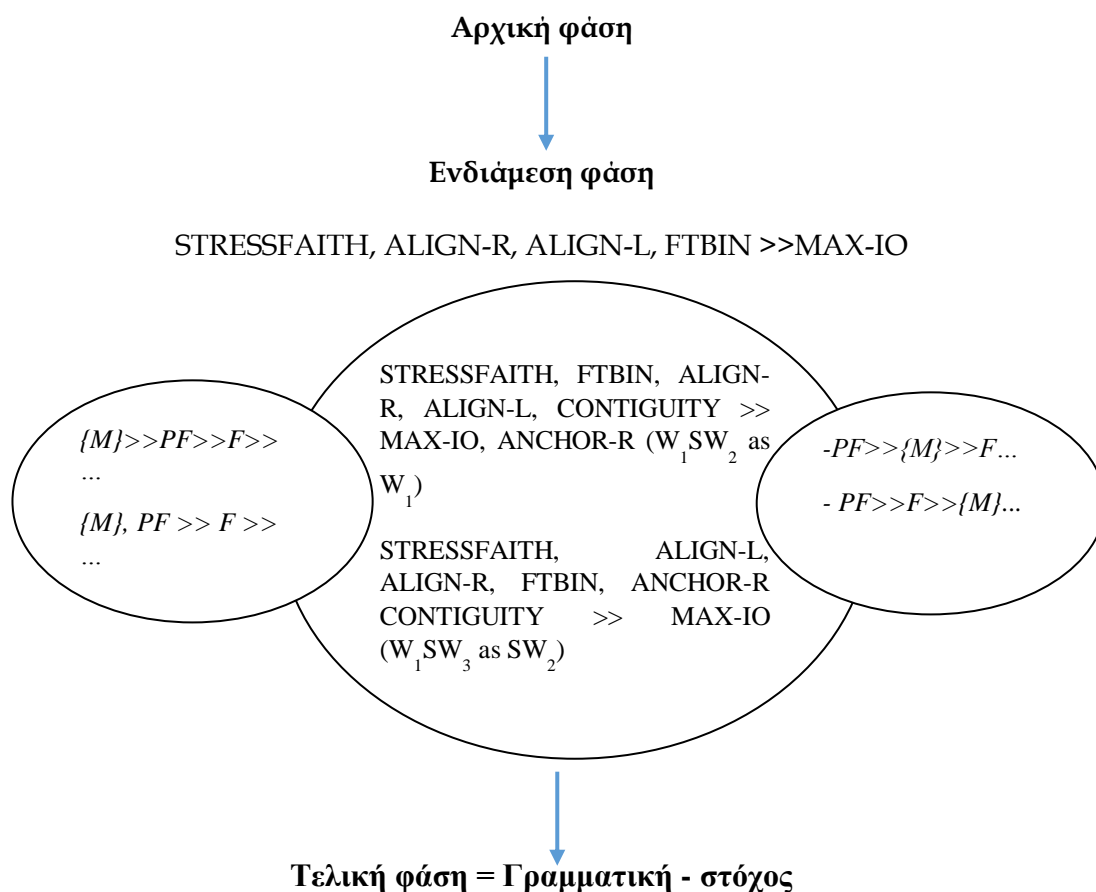 Αρχική φάση
Ενδιάμεση φάση
STRESSFAITH, ALIGN-R, ALIGN-L, FTBIN >>MAX-IO
{M}>>PF>>F>>
...
{M}, PF >> F >>
...
STRESSFAITH, FTBIN, ALIGN-
R, ALIGN-L, CONTIGUITY >>
MAX-IO, ANCHOR-R (W₁SW₂ as
W₁)
STRESSFAITH, ALIGN-L,
ALIGN-R, FTBIN, ANCHOR-R
CONTIGUITY >> MAX-IO
(W₁SW₃ as SW₂)
-PF>>{M}>>F...
- PF>>F>>{M}...
Τελική φάση = Γραμματική - στόχος